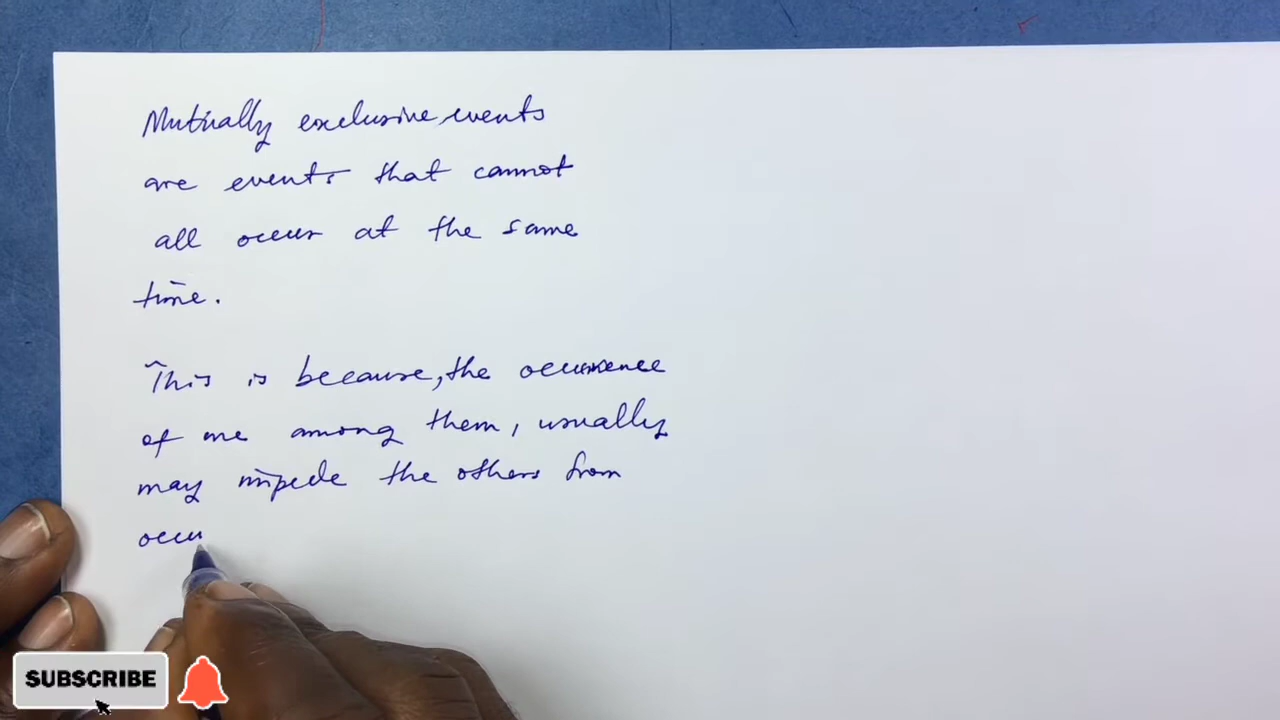 Mutually exclusive, events
are events that cannot
all occur at the same
time.
This is because, the occurrence
of one among them, usually
may impede the others from
occu
SUBSCRIBE